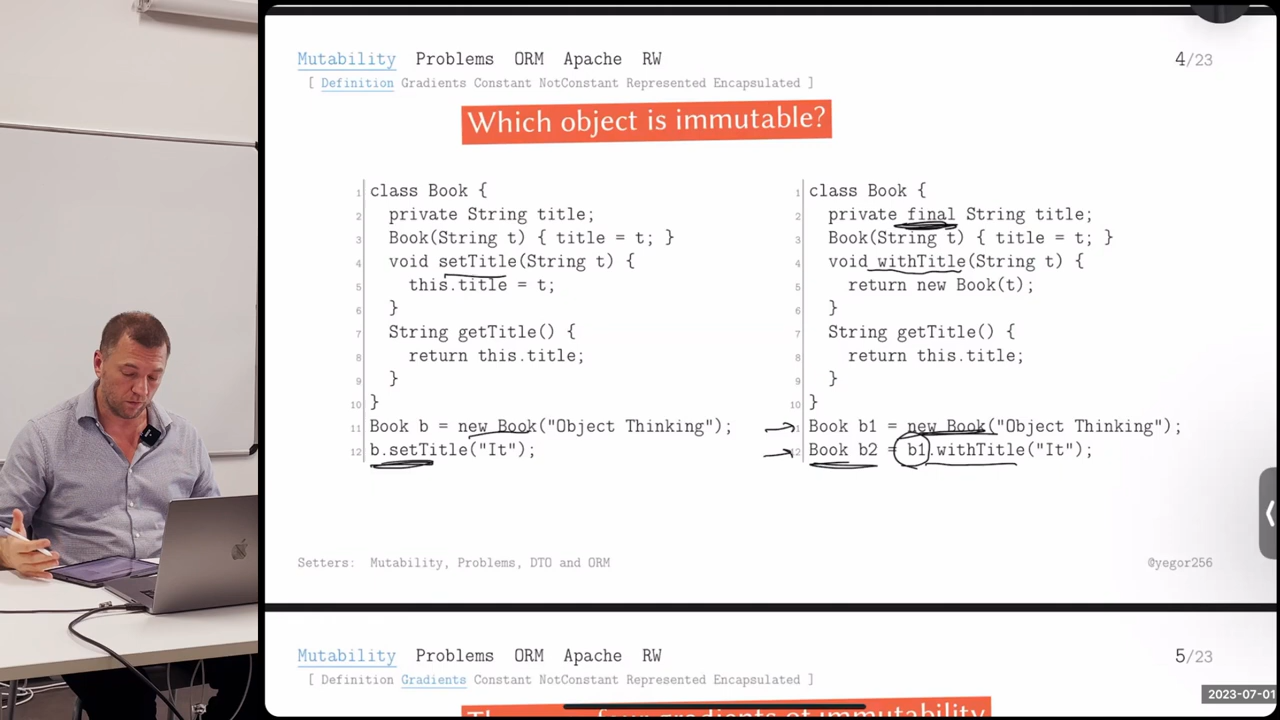 Mutability Problems ORM Apache RW 4/23
[ Definition Gradients Constant NotConstant Represented Encapsulated ]
Which object is immutable?
1 class Book {
2 private String title;
3 Book(String t) { title = t; }
4 void setTitle(String t) {
5 this.title = t;
6 }
7 String getTitle() {
8 return this.title;
9 }
10 }
11 Book b = new Book("Object Thinking");
12 b.setTitle("It");
1 class Book {
2 private final String title;
3 Book(String t) { title = t; }
4 void withTitle(String t) {
5 return new Book(t);
6 }
7 String getTitle() {
8 return this.title;
9 }
10 }
11 Book b1 = new Book("Object Thinking");
12 Book b2 = b1.withTitle("It");
Setters: Mutability, Problems, DTO and ORM @yegor256
Mutability Problems ORM Apache RW 5/23
[ Definition Gradients Constant NotConstant Represented Encapsulated ]
four gradients of immutability
2023-07-01